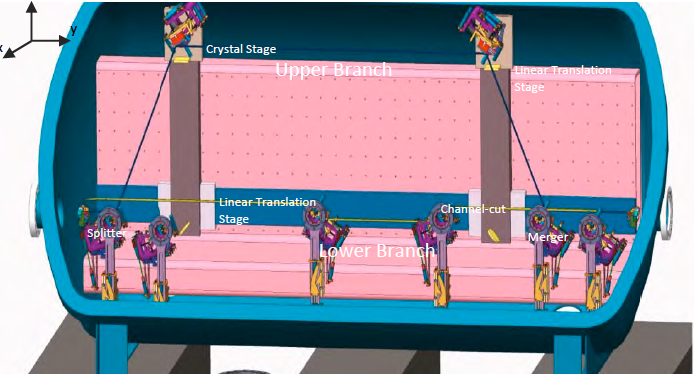 y
x
Crystal Stage
Upper Branch
Linear Translation
Stage
Linear Translation
Stage
Channel-cut
Splitter
Merger
Lower Branch